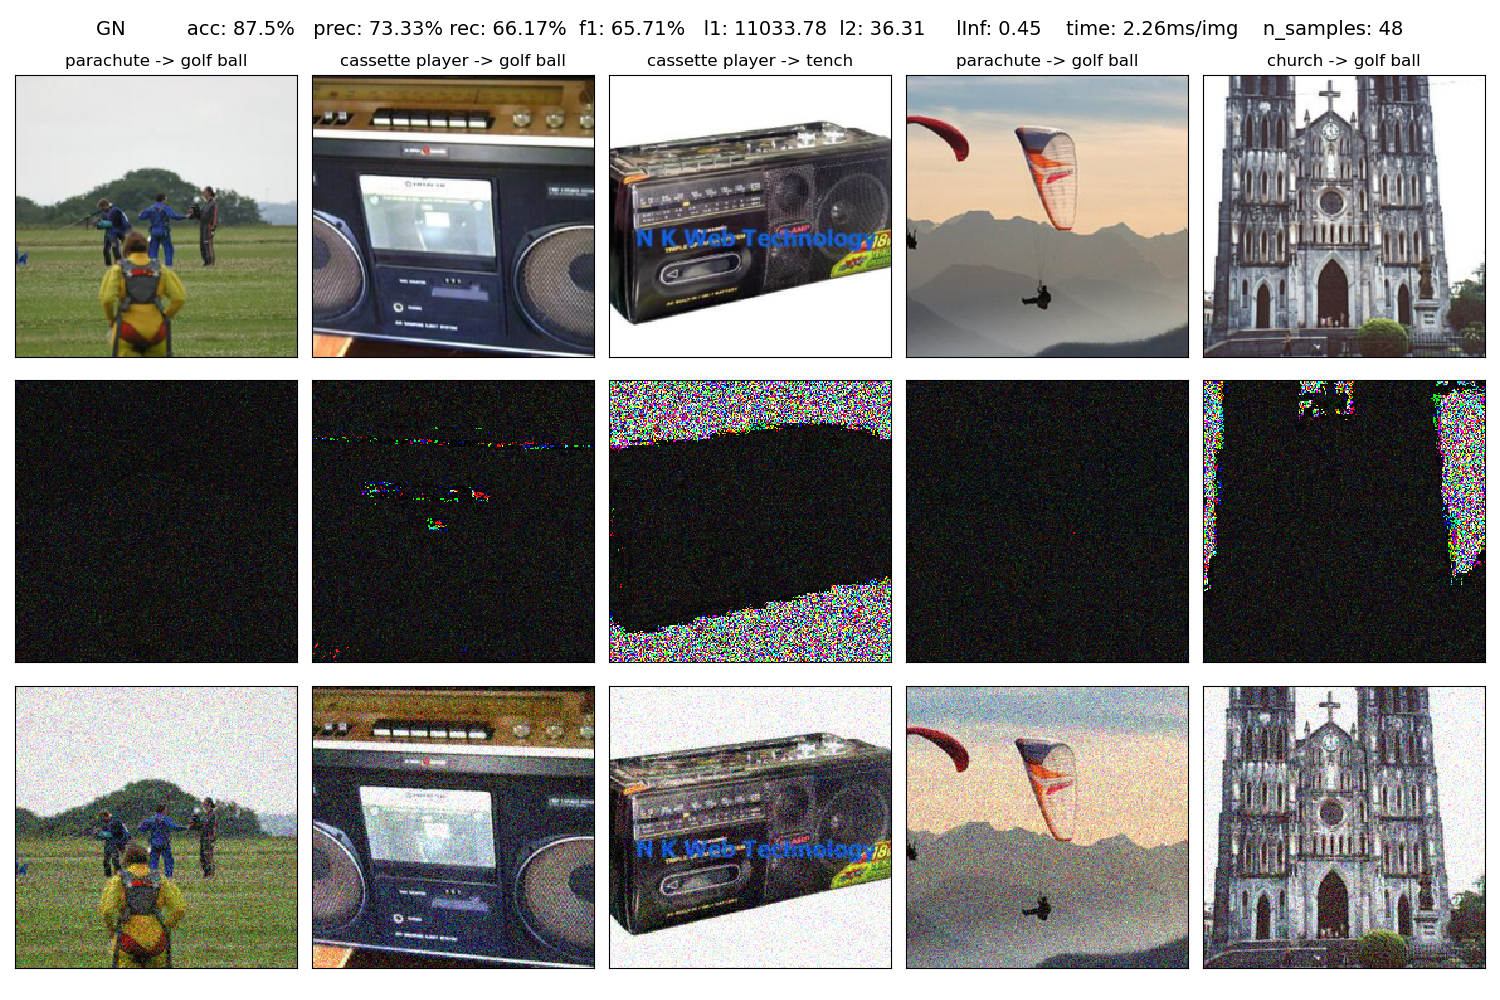 GN acc: 87.5% prec: 73.33% rec: 66.17% f1: 65.71% l1: 11033.78 l2: 36.31 lInf: 0.45 time: 2.26ms/img n_samples: 48
parachute -> golf ball
cassette player -> golf ball
cassette player -> tench
parachute -> golf ball
church -> golf ball
N K Web Technology
N K Web Technology